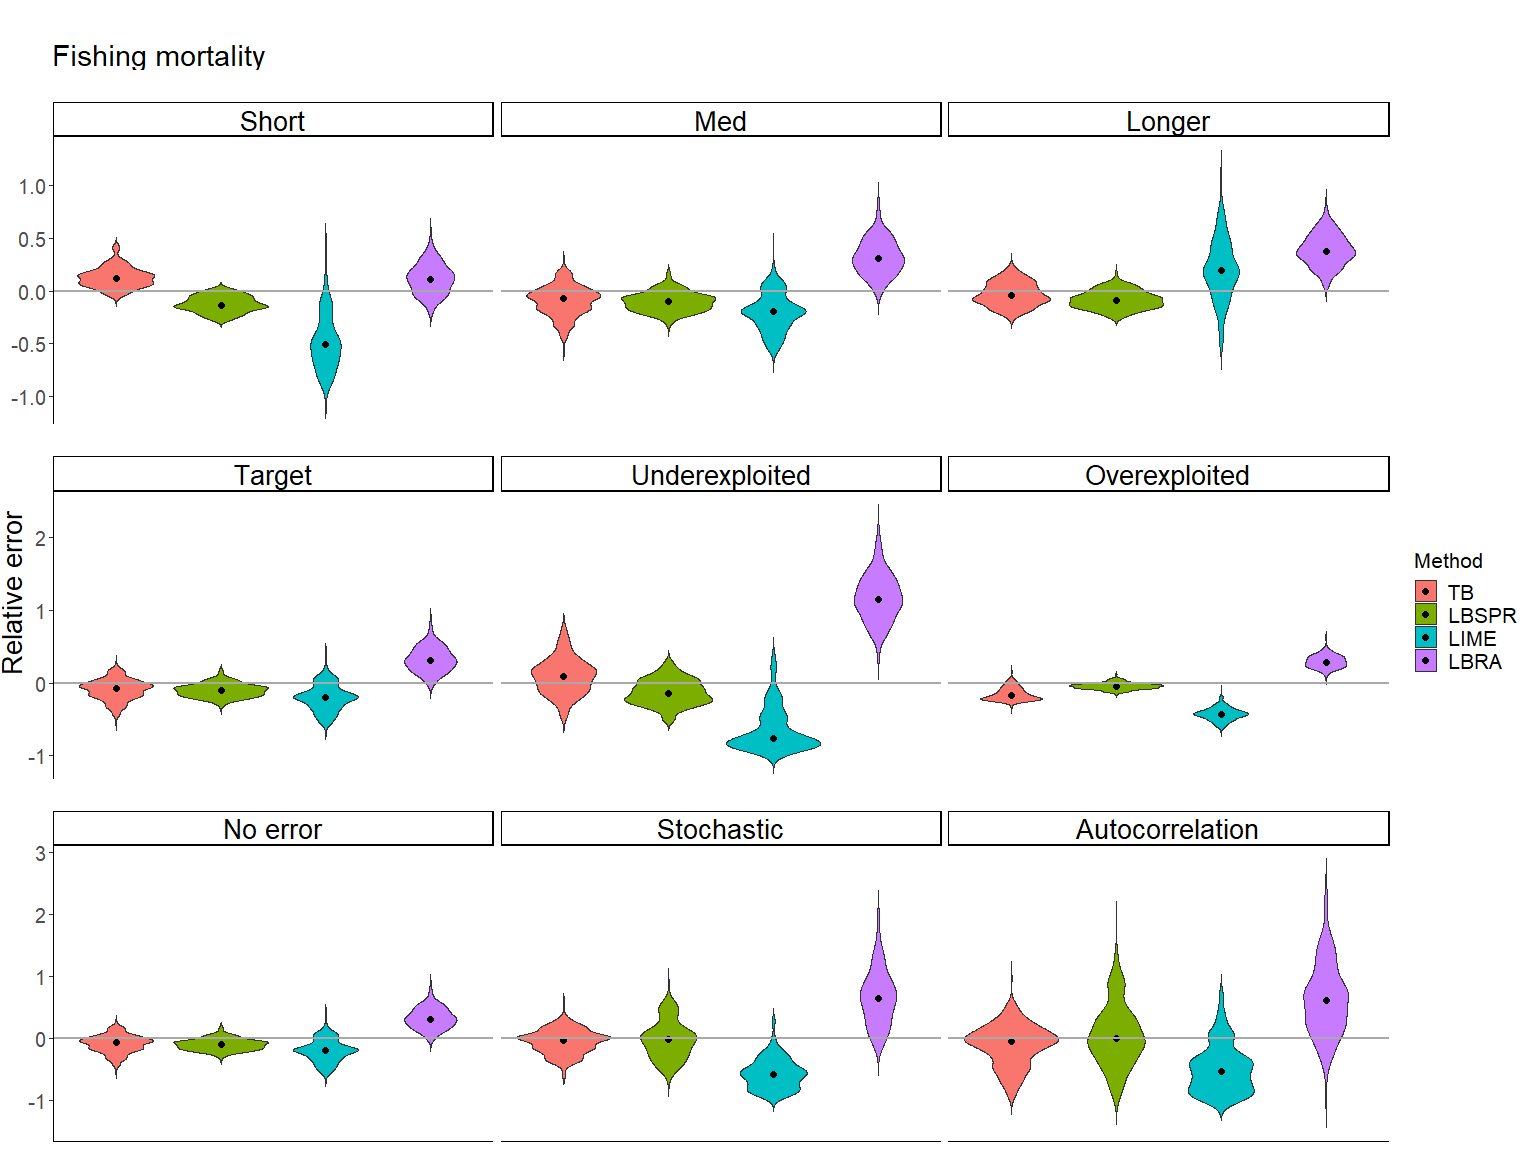 Fishing mortality
Short
Med
Longer
1.0
0.5
0.0
-0.5
-1.0
Target
Underexploited
Overexploited
Relative error
2
1
0
-1
Method
TB
LBSPR
LIME
LBRA
No error
Stochastic
Autocorrelation
3
2
1
0
-1